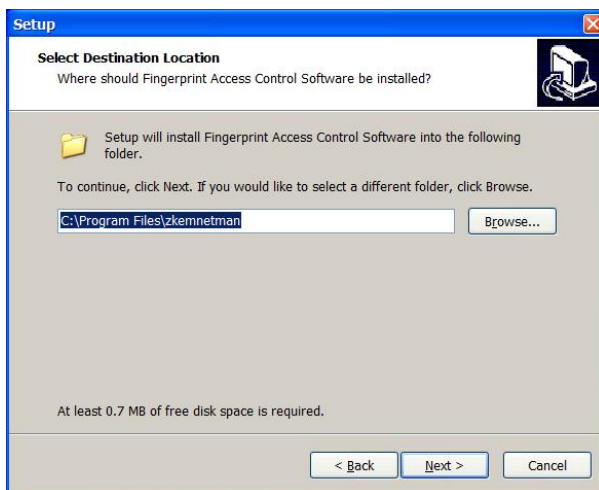 Setup
Select Destination Location
Where should Fingerprint Access Control Software be installed?
Setup will install Fingerprint Access Control Software into the following
folder.
To continue, click Next. If you would like to select a different folder, click Browse.
C:\Program Files\zkemnetman
Browse...
At least 0.7 MB of free disk space is required.
< Back
Next >
Cancel